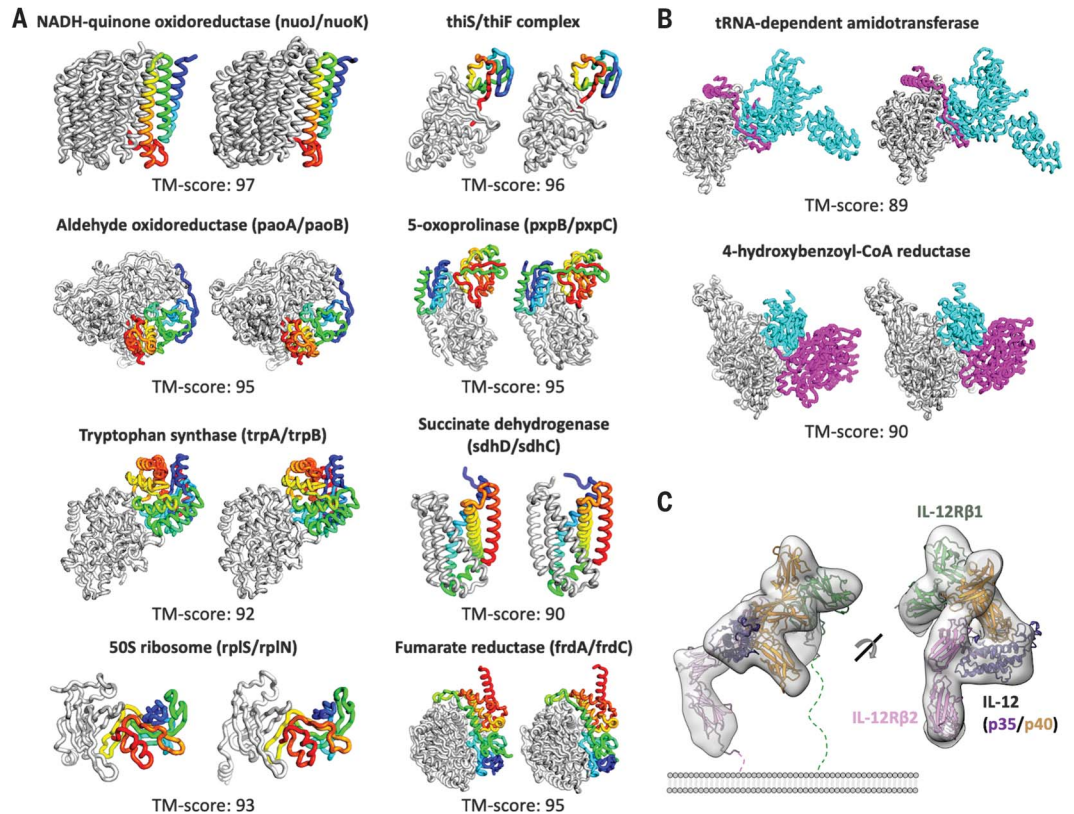 A
NADH-quinone oxidoreductase (nuoJ/nuoK)
TM-score: 97
thiS/thiF complex
TM-score: 96
Aldehyde oxidoreductase (paoA/paoB)
TM-score: 95
5-oxoprolinase (pxpB/pxpC)
TM-score: 95
Tryptophan synthase (trpA/trpB)
TM-score: 92
Succinate dehydrogenase
(sdhD/sdhC)
TM-score: 90
50S ribosome (rplS/rplN)
TM-score: 93
Fumarate reductase (frdA/frdC)
TM-score: 95
B
tRNA-dependent amidotransferase
TM-score: 89
4-hydroxybenzoyl-CoA reductase
TM-score: 90
C
IL-12Rβ1
IL-12Rβ2
IL-12
(p35/p40)